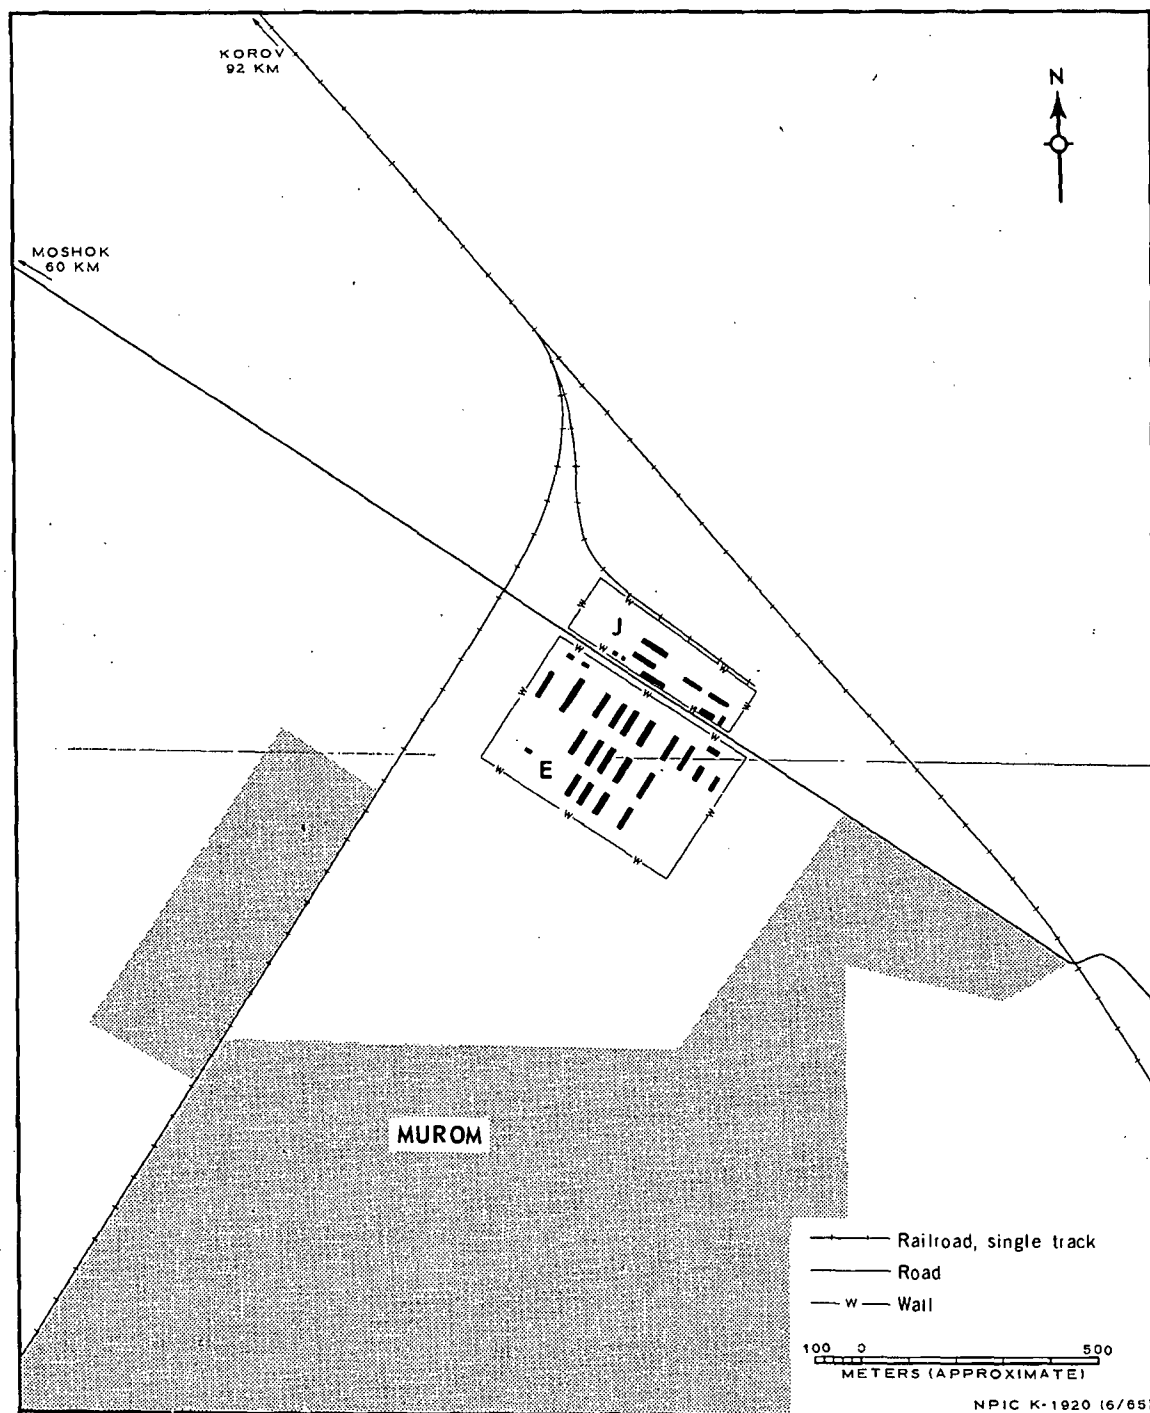 KOROV
92 KM
N
MOSHOK
60 KM
J
E
MUROM
Railroad, single track
Road
W Wall
100 0 500
METERS (APPROXIMATE)
NPIC K-1920 (6/65)